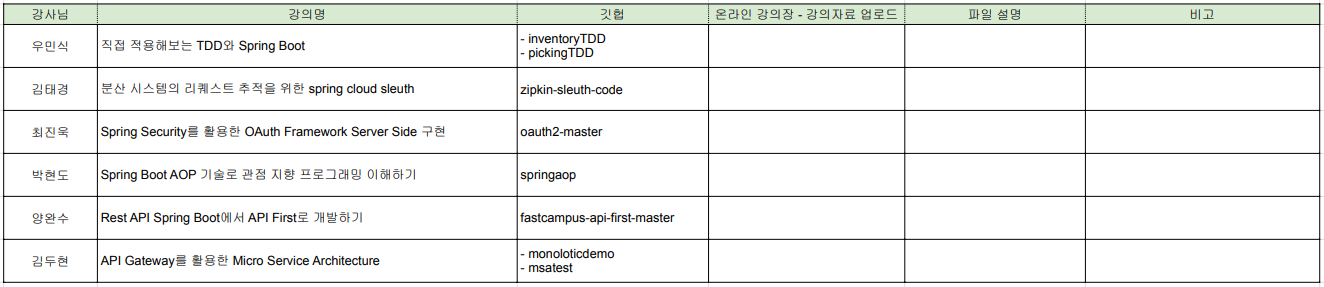 강사님 강의명 깃헙 온라인 강의장 - 강의자료 업로드 파일 설명 비고
우민식 직접 적용해보는 TDD와 Spring Boot - inventoryTDD
- pickingTDD
김태경 분산 시스템의 리퀘스트 추적을 위한 spring cloud sleuth zipkin-sleuth-code
최진욱 Spring Security를 활용한 OAuth Framework Server Side 구현 oauth2-master
박현도 Spring Boot AOP 기술로 관점 지향 프로그래밍 이해하기 springaop
양완수 Rest API Spring Boot에서 API First로 개발하기 fastcampus-api-first-master
김두현 API Gateway를 활용한 Micro Service Architecture - monoloticdemo
- msatest